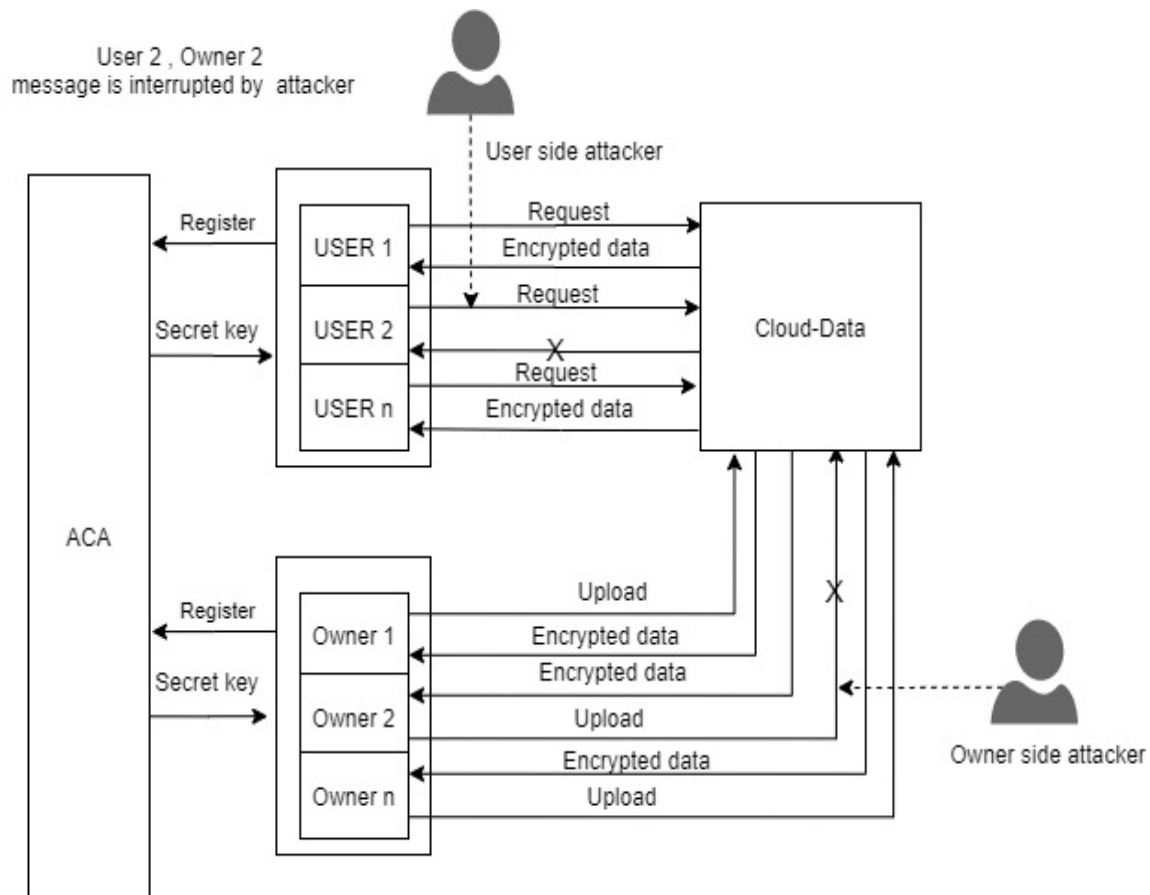 User 2 , Owner 2
message is interrupted by attacker
User side attacker
Register
Request
USER 1
Encrypted data
Request
Secret key
USER 2
X
Cloud-Data
Request
USER n
Encrypted data
ACA
Upload
X
Register
Owner 1
Encrypted data
Encrypted data
Secret key
Owner 2
Upload
Owner side attacker
Encrypted data
Owner n
Upload